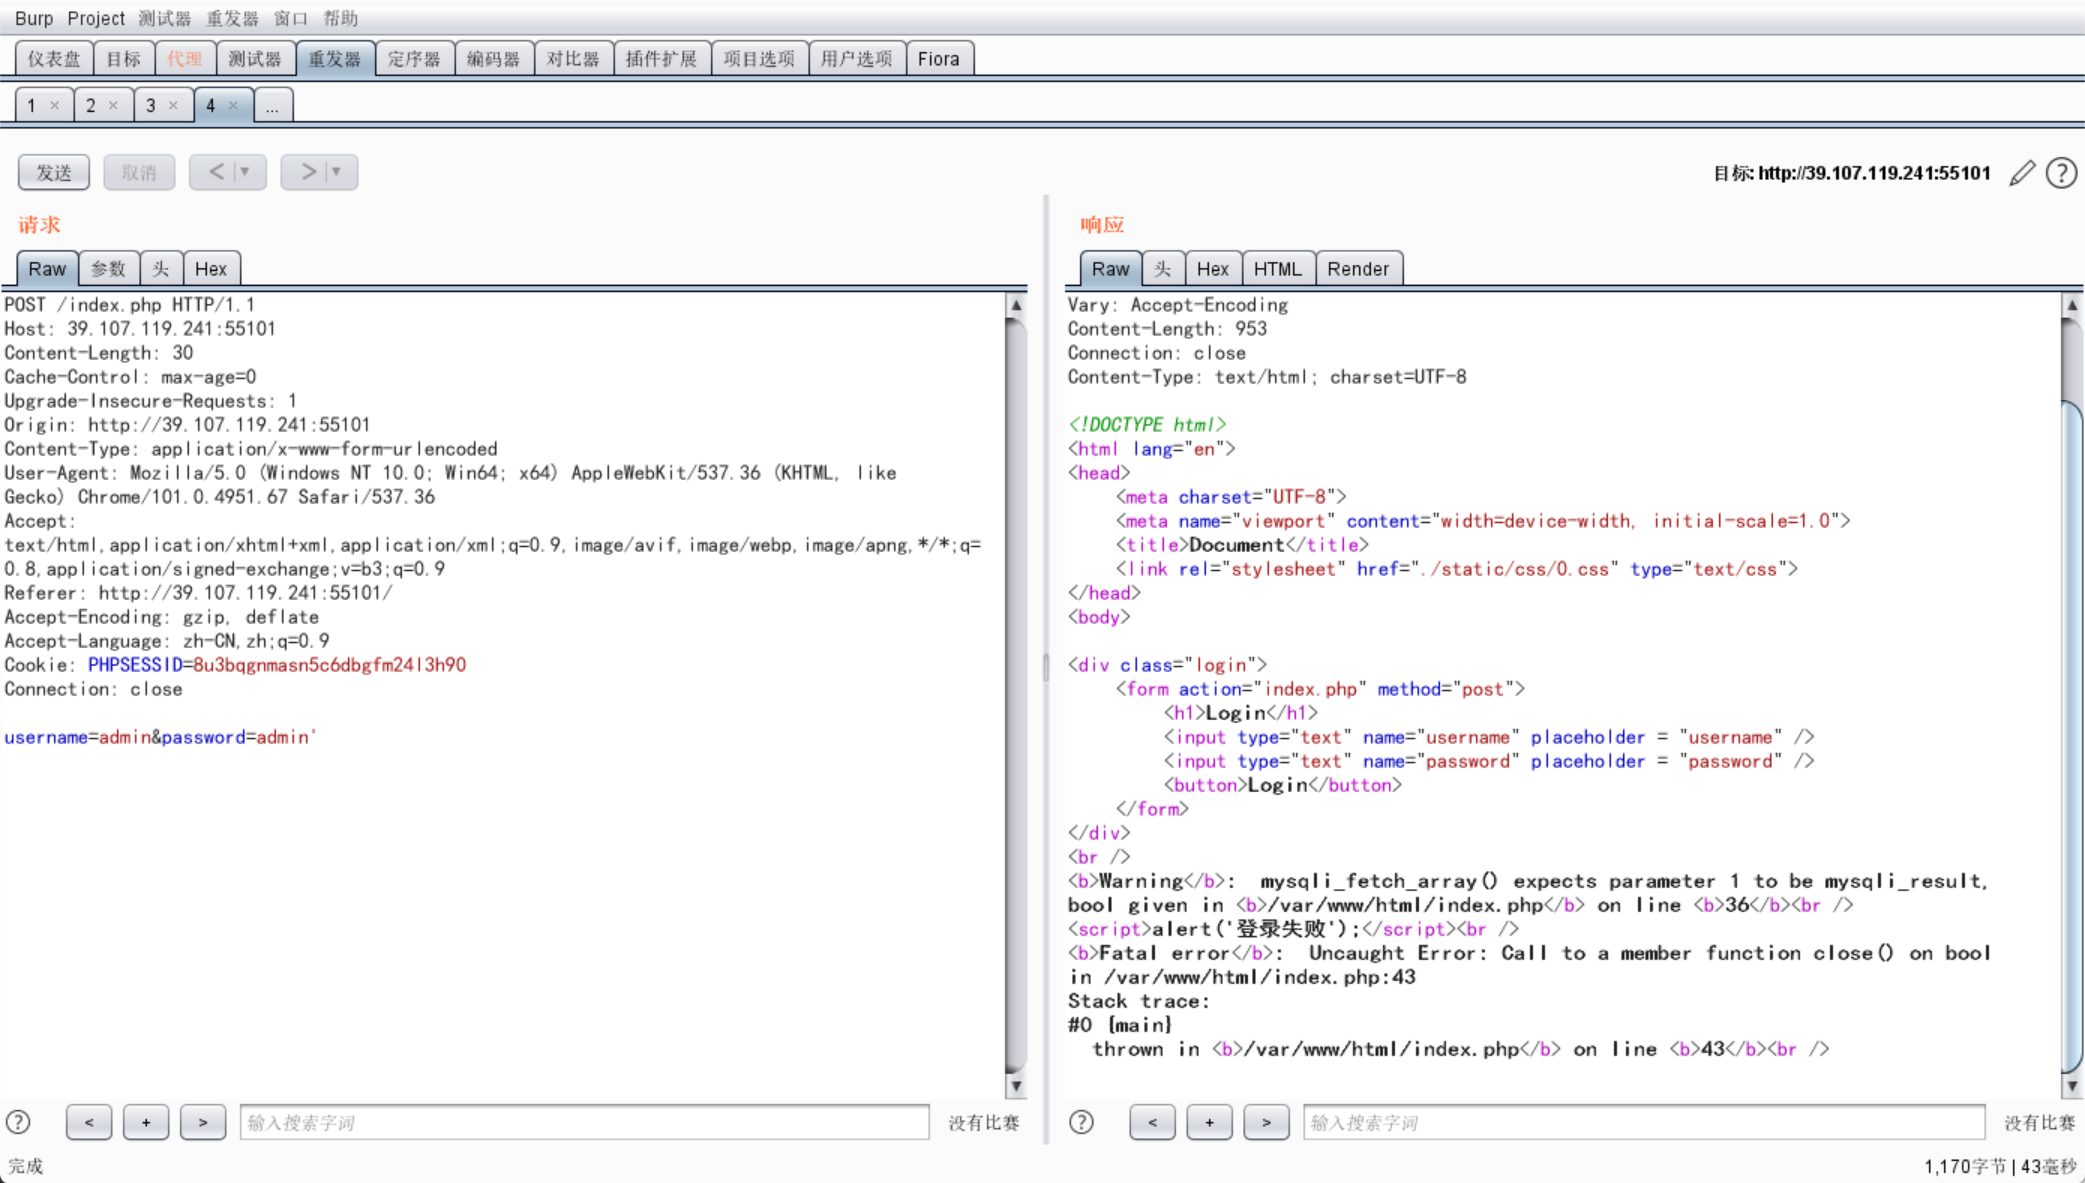 Burp Project 测试器 重发器 窗口 帮助
仪表盘 目标 代理 测试器 重发器 定序器 编码器 对比器 插件扩展 项目选项 用户选项 Fiora
1 × 2 × 3 × 4 × ...
发送 取消 < ▼ > ▼ 目标: http://39.107.119.241:55101 ?
请求
Raw 参数 头 Hex
POST /index.php HTTP/1.1
Host: 39.107.119.241:55101
Content-Length: 30
Cache-Control: max-age=0
Upgrade-Insecure-Requests: 1
Origin: http://39.107.119.241:55101
Content-Type: application/x-www-form-urlencoded
User-Agent: Mozilla/5.0 (Windows NT 10.0; Win64; x64) AppleWebKit/537.36 (KHTML, like
Gecko) Chrome/101.0.4951.67 Safari/537.36
Accept:
text/html,application/xhtml+xml,application/xml;q=0.9,image/avif,image/webp,image/apng,*/*;q=
0.8,application/signed-exchange;v=b3;q=0.9
Referer: http://39.107.119.241:55101/
Accept-Encoding: gzip, deflate
Accept-Language: zh-CN,zh;q=0.9
Cookie: PHPSESSID=8u3bqgnmasn5c6dbgfm24l3h90
Connection: close
username=admin&password=admin'
? < + > 输入搜索字词 没有比赛
响应
Raw 头 Hex HTML Render
Vary: Accept-Encoding
Content-Length: 953
Connection: close
Content-Type: text/html; charset=UTF-8
<!DOCTYPE html>
<html lang="en">
<head>
<meta charset="UTF-8">
<meta name="viewport" content="width=device-width, initial-scale=1.0">
<title>Document</title>
<link rel="stylesheet" href="./static/css/0.css" type="text/css">
</head>
<body>
<div class="login">
<form action="index.php" method="post">
<h1>Login</h1>
<input type="text" name="username" placeholder = "username" />
<input type="text" name="password" placeholder = "password" />
<button>Login</button>
</form>
</div>
<br />
<b>Warning</b>:  mysqli_fetch_array() expects parameter 1 to be mysqli_result,
bool given in <b>/var/www/html/index.php</b> on line <b>36</b><br />
<script>alert('登录失败');</script><br />
<b>Fatal error</b>:  Uncaught Error: Call to a member function close() on bool
in /var/www/html/index.php:43
Stack trace:
#0 {main}
thrown in <b>/var/www/html/index.php</b> on line <b>43</b><br />
? < + > 输入搜索字词 没有比赛
完成 1,170字节 | 43毫秒